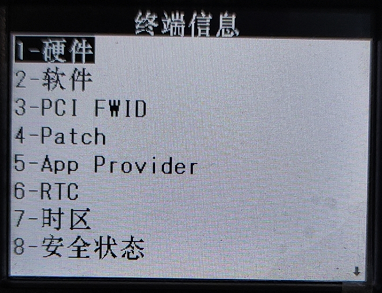 终端信息
1-硬件
2-软件
3-PCI FWID
4-Patch
5-App Provider
6-RTC
7-时区
8-安全状态